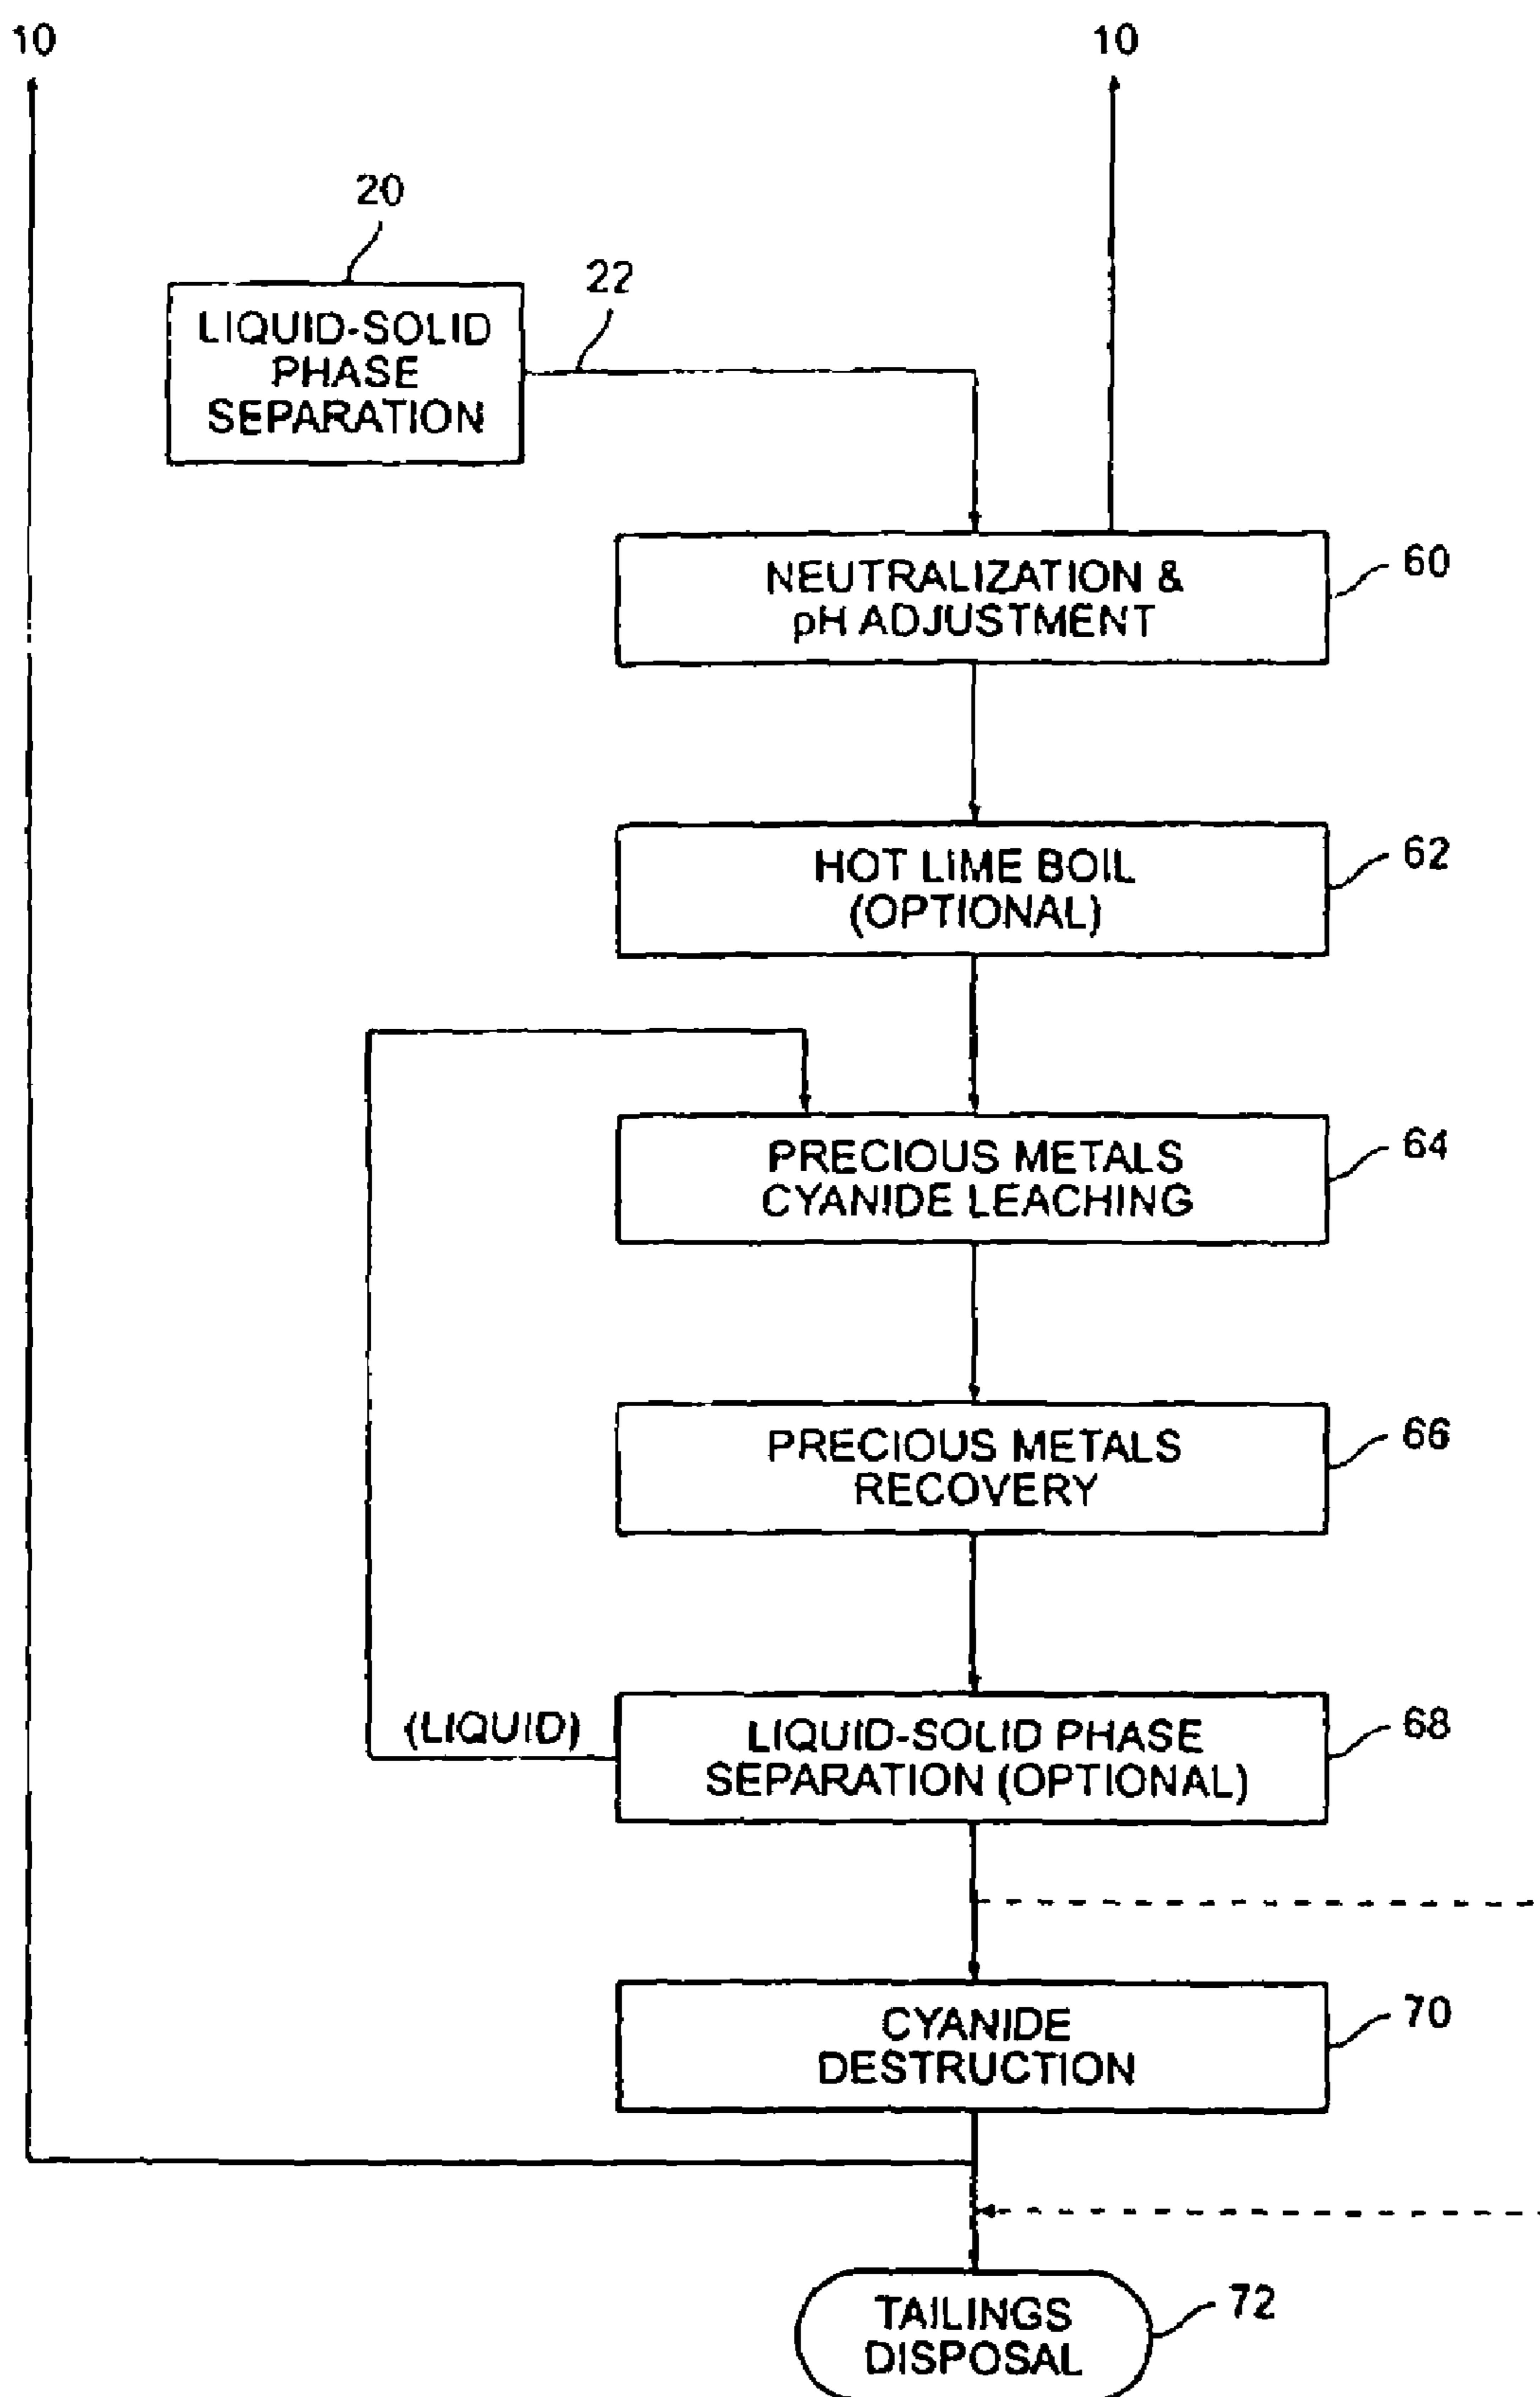 10
10
20
22
LIQUID-SOLID
PHASE
SEPARATION
NEUTRALIZATION &
pH ADJUSTMENT
60
HOT LIME BOIL
(OPTIONAL)
62
PRECIOUS METALS
CYANIDE LEACHING
64
PRECIOUS METALS
RECOVERY
66
(LIQUID)
LIQUID-SOLID PHASE
SEPARATION (OPTIONAL)
68
CYANIDE
DESTRUCTION
70
TAILINGS
DISPOSAL
72